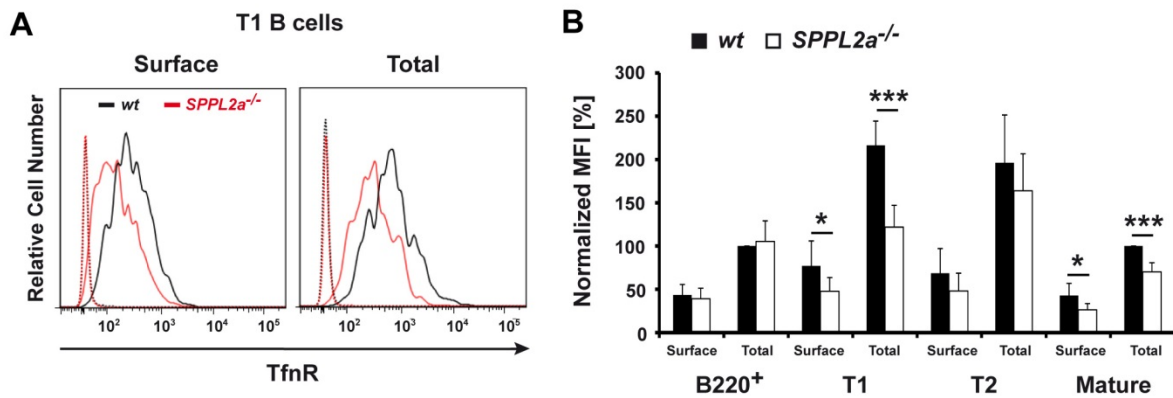 A
T1 B cells
Surface
Total
wt
SPPL2a-/-
Relative Cell Number
10² 10³ 10⁴ 10⁵
10² 10³ 10⁴ 10⁵
TfnR
B
wt
SPPL2a-/-
Normalized MFI [%]
300
250
200
150
100
50
0
*
***
*
***
Surface Total Surface Total Surface Total Surface Total
B220⁺ T1 T2 Mature